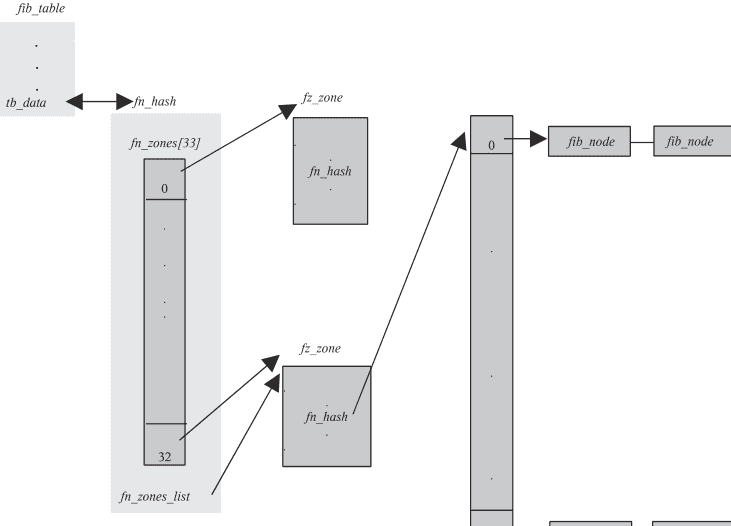 fib_table
tb_data
fn_hash
fz_zone
fn_zones[33]
0
fn_hash
0
fib_node
fib_node
fz_zone
fn_hash
32
fn_zones_list